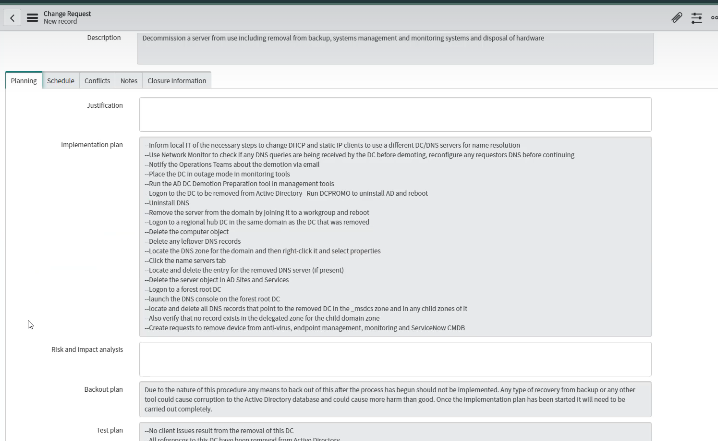 Change Request
New record
Description
Decommission a server from use including removal from backup, systems management and monitoring systems and disposal of hardware
Planning Schedule Conflicts Notes Closure Information
Justification
Implementation plan
--Inform local IT of the necessary steps to change DHCP and static IP clients to use a different DC/DNS servers for name resolution
--Use Network Monitor to check if any DNS queries are being received by the DC before demoting, reconfigure any requestors DNS before continuing
--Notify the Operations Teams about the demotion via email
--Place the DC in outage mode in monitoring tools
--Run the AD DC Demotion Preparation tool in management tools
Logon to the DC to be removed from Active Directory Run DCPROMO to uninstall AD and reboot
--Uninstall DNS
--Remove the server from the domain by joining it to a workgroup and reboot
--Logon to a regional hub DC in the same domain as the DC that was removed
--Delete the computer object
Delete any leftover DNS records
--Locate the DNS zone for the domain and then right-click it and select properties
--Click the name servers tab
--Locate and delete the entry for the removed DNS server (if present)
--Delete the server object in AD Sites and Services
--Logon to a forest root DC
--launch the DNS console on the forest root DC
--locate and delete all DNS records that point to the removed DC in the _msdcs zone and in any child zones of it
Also verify that no record exists in the delegated zone for the child domain zone
--Create requests to remove device from anti-virus, endpoint management, monitoring and ServiceNow CMDB
Risk and impact analysis
Backout plan
Due to the nature of this procedure any means to back out of this after the process has begun should not be implemented. Any type of recovery from backup or any other
tool could cause corruption to the Active Directory database and could cause more harm than good. Once the implementation plan has been started it will need to be
carried out completely.
Test plan
--No client issues result from the removal of this DC
All references to this DC have been removed from Active Directory